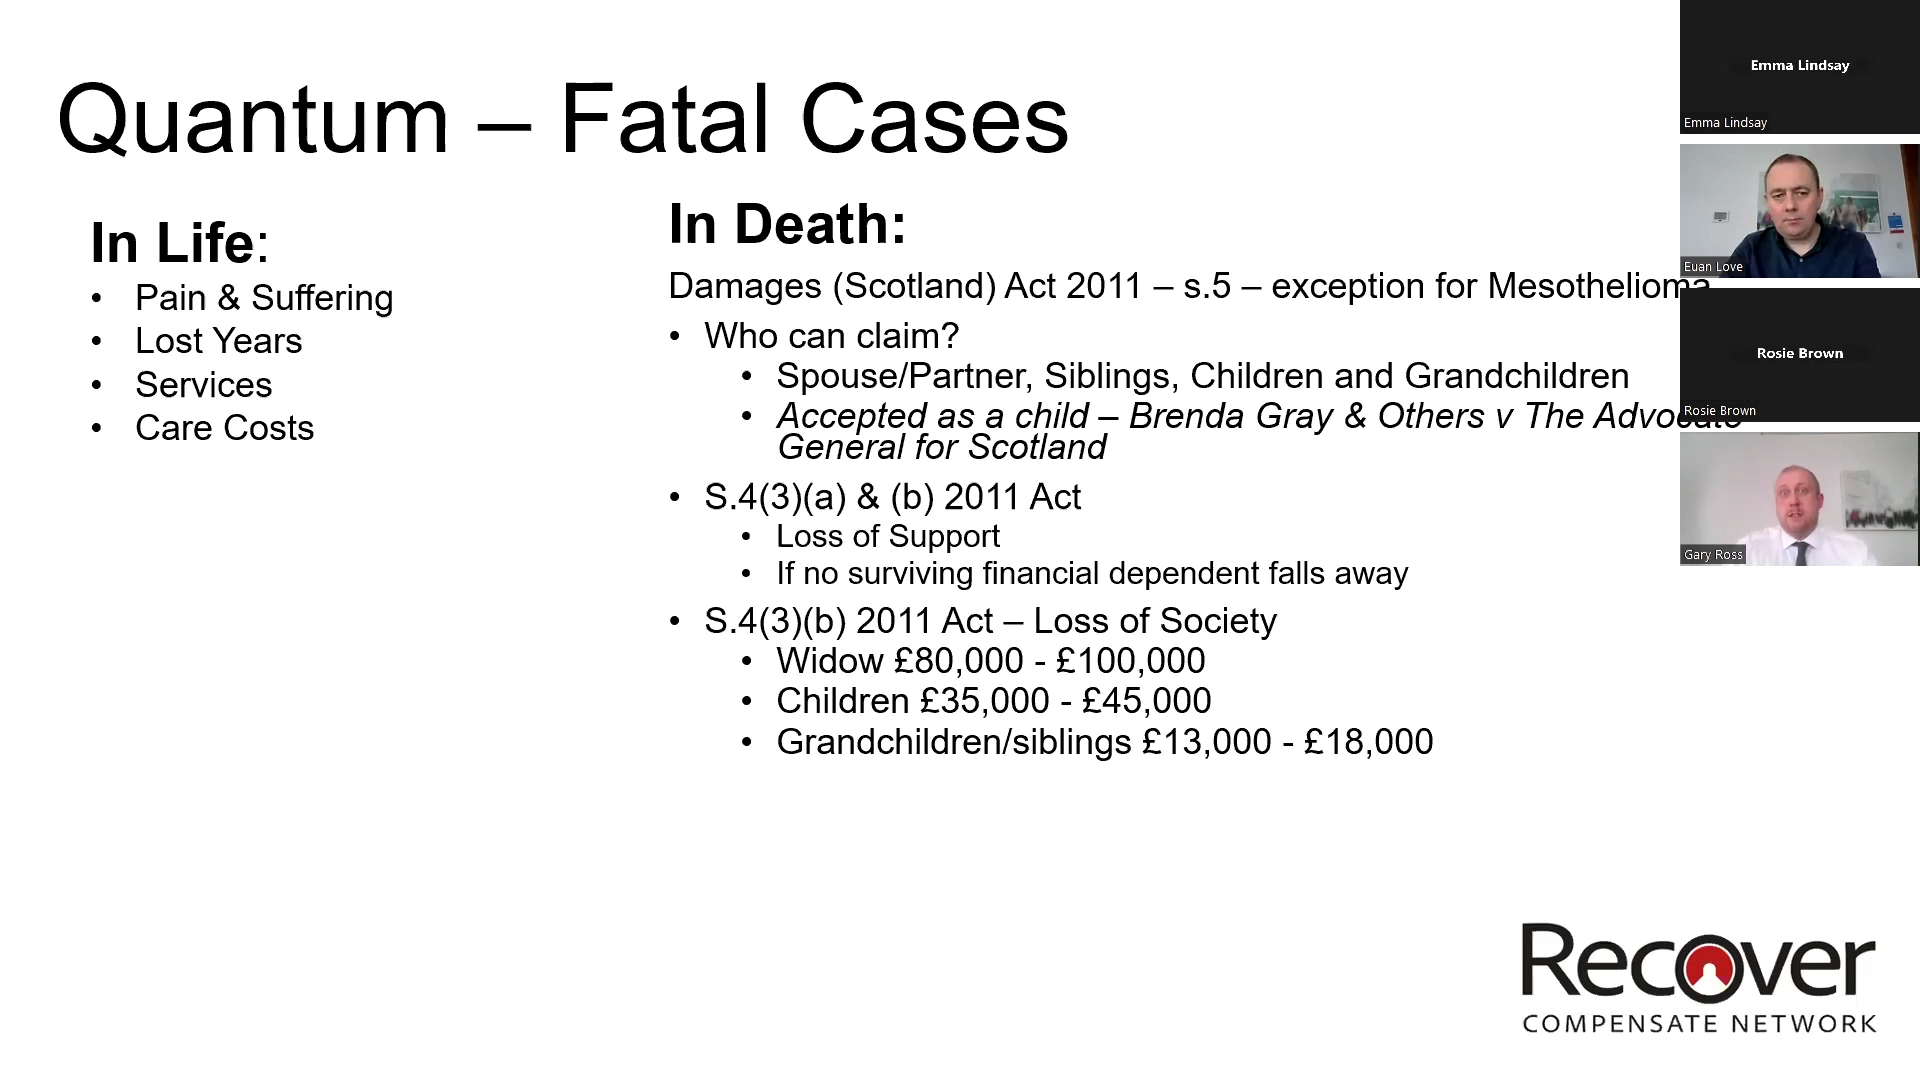 Quantum – Fatal Cases
In Life:
• Pain & Suffering
• Lost Years
• Services
• Care Costs
In Death:
Damages (Scotland) Act 2011 – s.5 – exception for Mesothelioma
• Who can claim?
• Spouse/Partner, Siblings, Children and Grandchildren
• Accepted as a child – Brenda Gray & Others v The Advocate
General for Scotland
• S.4(3)(a) & (b) 2011 Act
• Loss of Support
• If no surviving financial dependent falls away
• S.4(3)(b) 2011 Act – Loss of Society
• Widow £80,000 - £100,000
• Children £35,000 - £45,000
• Grandchildren/siblings £13,000 - £18,000
Emma Lindsay
Emma Lindsay
Euan Love
Rosie Brown
Rosie Brown
Gary Ross
Recover
COMPENSATE NETWORK